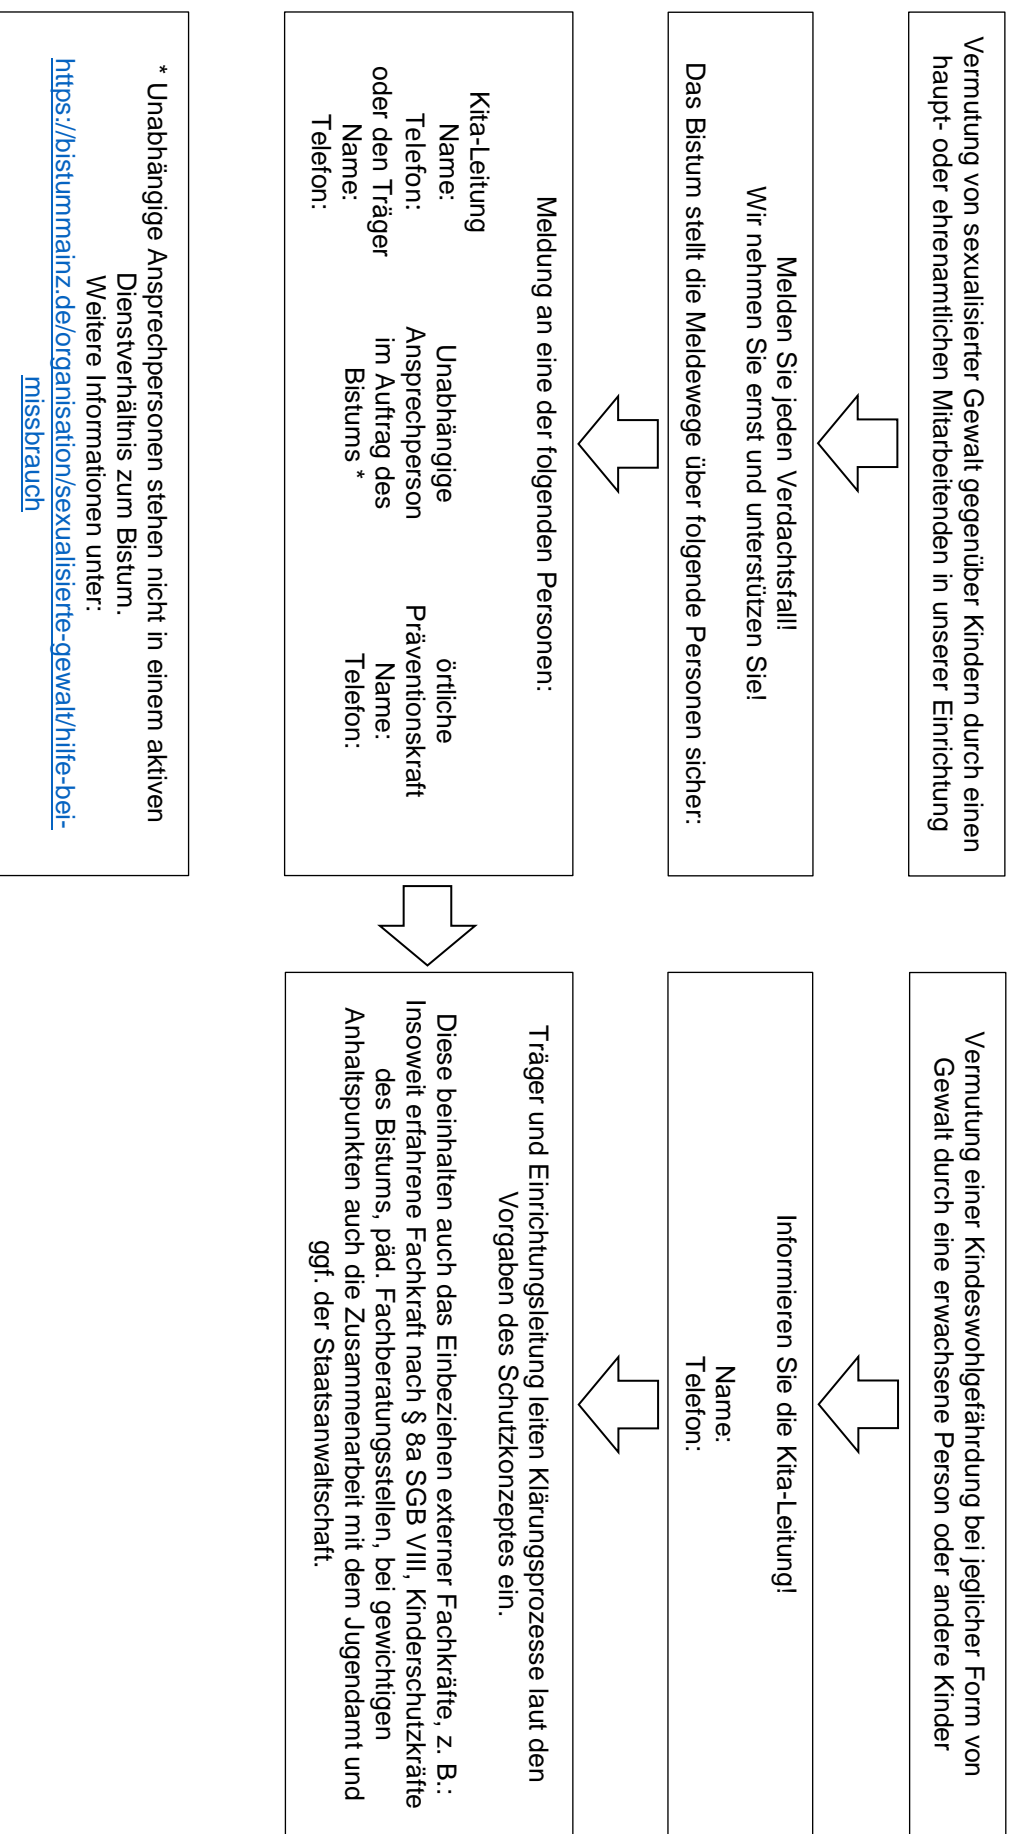 Vermutung von sexualisierter Gewalt gegenüber Kindern durch einen
haupt- oder ehrenamtlichen Mitarbeitenden in unserer Einrichtung
Melden Sie jeden Verdachtsfall!
Wir nehmen Sie ernst und unterstützen Sie!
Das Bistum stellt die Meldewege über folgende Personen sicher:
Meldung an eine der folgenden Personen:
Kita-Leitung
Name:
Telefon:
oder den Träger
Name:
Telefon:
Unabhängige
Ansprechperson
im Auftrag des
Bistums *
örtliche
Präventionskraft
Name:
Telefon:
* Unabhängige Ansprechpersonen stehen nicht in einem aktiven
Dienstverhältnis zum Bistum.
Weitere Informationen unter:
https://bistummainz.de/organisation/sexualisierte-gewalt/hilfe-bei-
missbrauch
Vermutung einer Kindeswohlgefährdung bei jeglicher Form von
Gewalt durch eine erwachsene Person oder andere Kinder
Informieren Sie die Kita-Leitung!
Name:
Telefon:
Träger und Einrichtungsleitung leiten Klärungsprozesse laut den
Vorgaben des Schutzkonzeptes ein.
Diese beinhalten auch das Einbeziehen externer Fachkräfte, z. B.:
Insoweit erfahrene Fachkraft nach § 8a SGB VIII, Kinderschutzkräfte
des Bistums, päd. Fachberatungsstellen, bei gewichtigen
Anhaltspunkten auch die Zusammenarbeit mit dem Jugendamt und
ggf. der Staatsanwaltschaft.